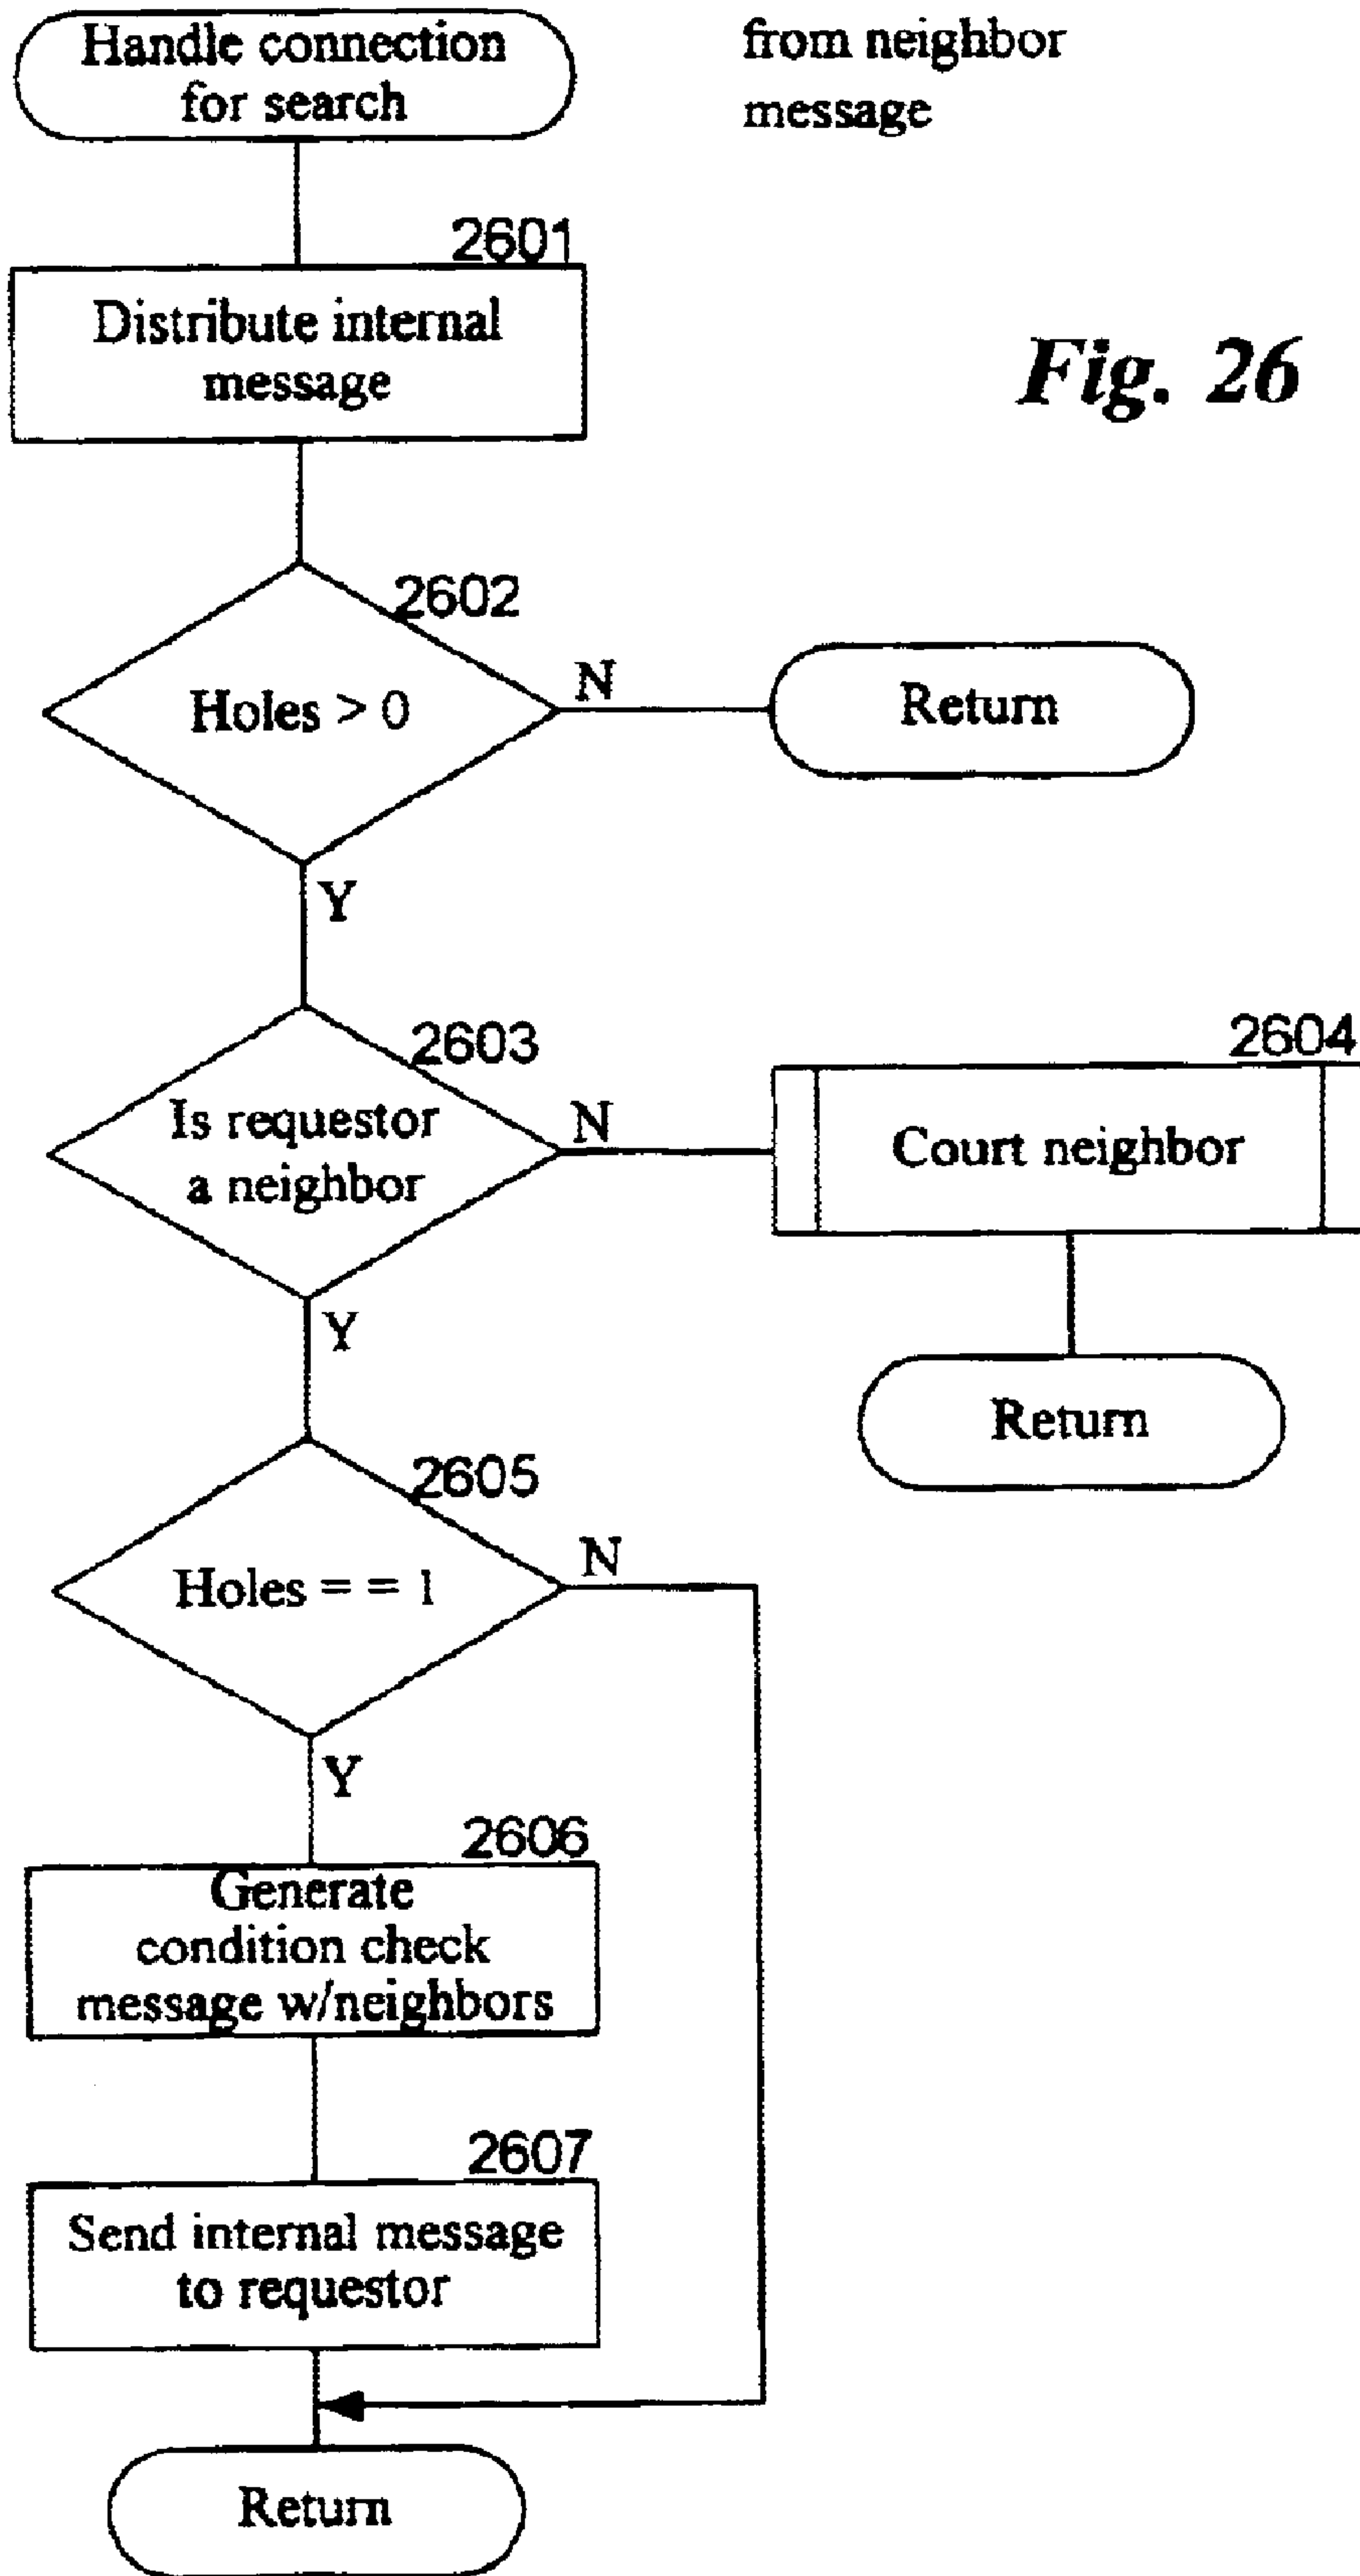 Handle connection
for search
from neighbor
message
2601
Distribute internal
message
Fig. 26
2602
Holes > 0
N
Return
Y
2603
Is requestor
a neighbor
N
2604
Court neighbor
Y
Return
2605
Holes = = 1
N
Y
2606
Generate
condition check
message w/neighbors
2607
Send internal message
to requestor
Return